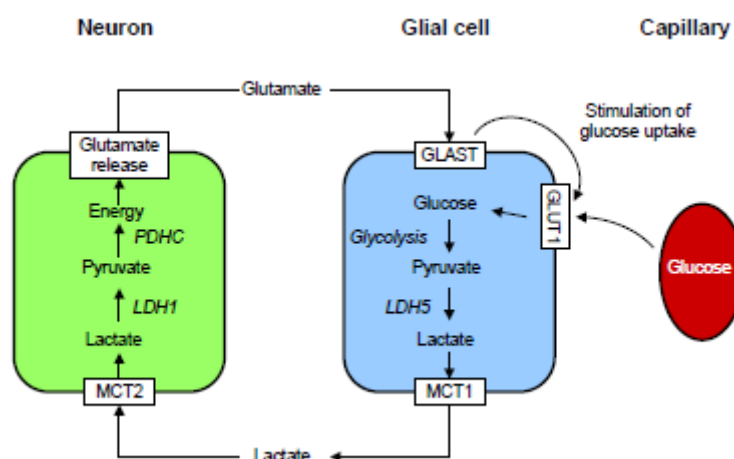 Neuron
Glial cell
Capillary
Glutamate
Stimulation of
glucose uptake
Glutamate
release
GLAST
Energy
Glucose
GLUT1
PDHC
Glycolysis
Pyruvate
Pyruvate
Glucose
LDH1
LDH5
Lactate
Lactate
MCT2
MCT1
Lactate